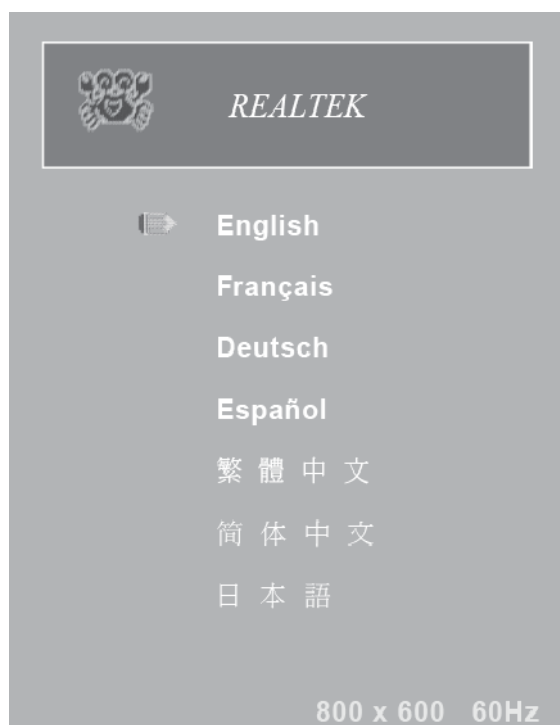 REALTEK
English
Français
Deutsch
Español
繁體中文
简体中文
日本語
800 x 600 60Hz